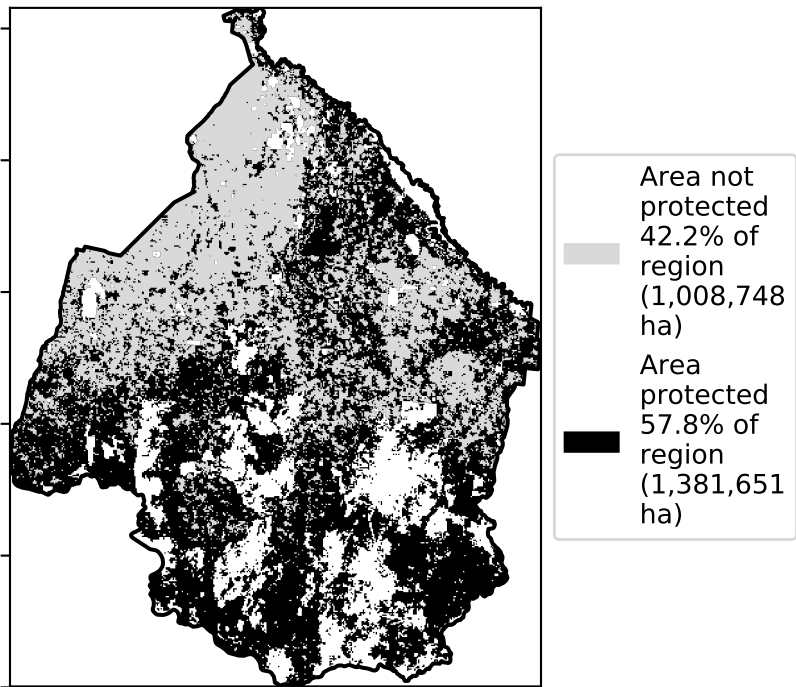 Area not
protected
42.2% of
region
(1,008,748
ha)
Area
protected
57.8% of
region
(1,381,651
ha)